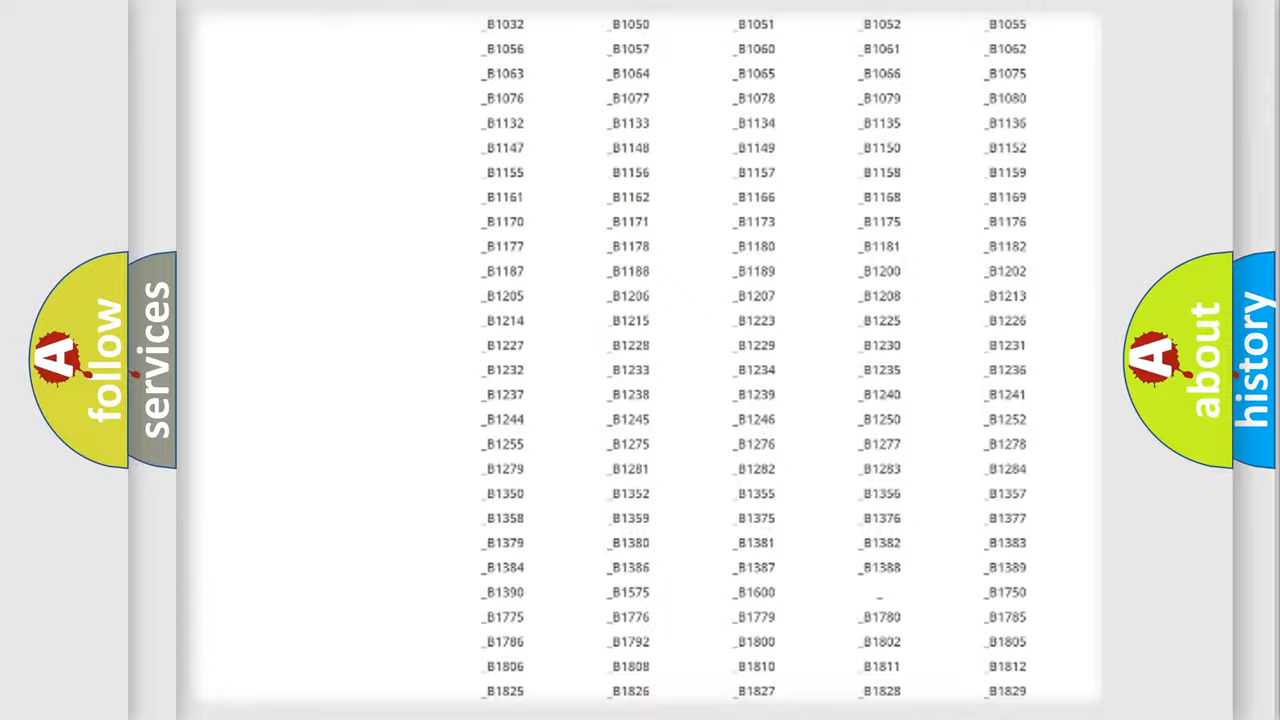 _B1032 _B1050 _B1051 _B1052 _B1055
_B1056 _B1057 _B1060 _B1061 _B1062
_B1063 _B1064 _B1065 _B1066 _B1075
_B1076 _B1077 _B1078 _B1079 _B1080
_B1132 _B1133 _B1134 _B1135 _B1136
_B1147 _B1148 _B1149 _B1150 _B1152
_B1155 _B1156 _B1157 _B1158 _B1159
_B1161 _B1162 _B1166 _B1168 _B1169
_B1170 _B1171 _B1173 _B1175 _B1176
_B1177 _B1178 _B1180 _B1181 _B1182
_B1187 _B1188 _B1189 _B1200 _B1202
_B1205 _B1206 _B1207 _B1208 _B1213
_B1214 _B1215 _B1223 _B1225 _B1226
_B1227 _B1228 _B1229 _B1230 _B1231
_B1232 _B1233 _B1234 _B1235 _B1236
_B1237 _B1238 _B1239 _B1240 _B1241
_B1244 _B1245 _B1246 _B1250 _B1252
_B1255 _B1275 _B1276 _B1277 _B1278
_B1279 _B1281 _B1282 _B1283 _B1284
_B1350 _B1352 _B1355 _B1356 _B1357
_B1358 _B1359 _B1375 _B1376 _B1377
_B1379 _B1380 _B1381 _B1382 _B1383
_B1384 _B1386 _B1387 _B1388 _B1389
_B1390 _B1575 _B1600 _ _B1750
_B1775 _B1776 _B1779 _B1780 _B1785
_B1786 _B1792 _B1800 _B1802 _B1805
_B1806 _B1808 _B1810 _B1811 _B1812
_B1825 _B1826 _B1827 _B1828 _B1829
A
follow
services
A
about
history